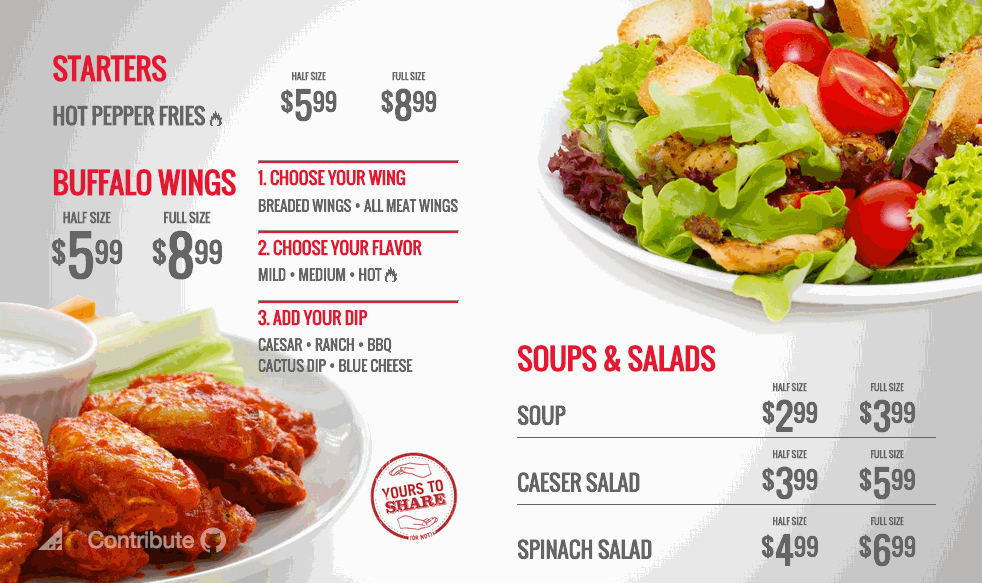 STARTERS
HALF SIZE FULL SIZE
HOT PEPPER FRIES $599 $899
BUFFALO WINGS
HALF SIZE FULL SIZE
$599 $899
1. CHOOSE YOUR WING
BREADED WINGS • ALL MEAT WINGS
2. CHOOSE YOUR FLAVOR
MILD • MEDIUM • HOT
3. ADD YOUR DIP
CAESAR • RANCH • BBQ
CACTUS DIP • BLUE CHEESE
YOURS TO
SHARE
(OR NOT!)
Contribute
SOUPS & SALADS
HALF SIZE FULL SIZE
SOUP $299 $399
HALF SIZE FULL SIZE
CAESER SALAD $399 $599
HALF SIZE FULL SIZE
SPINACH SALAD $499 $699